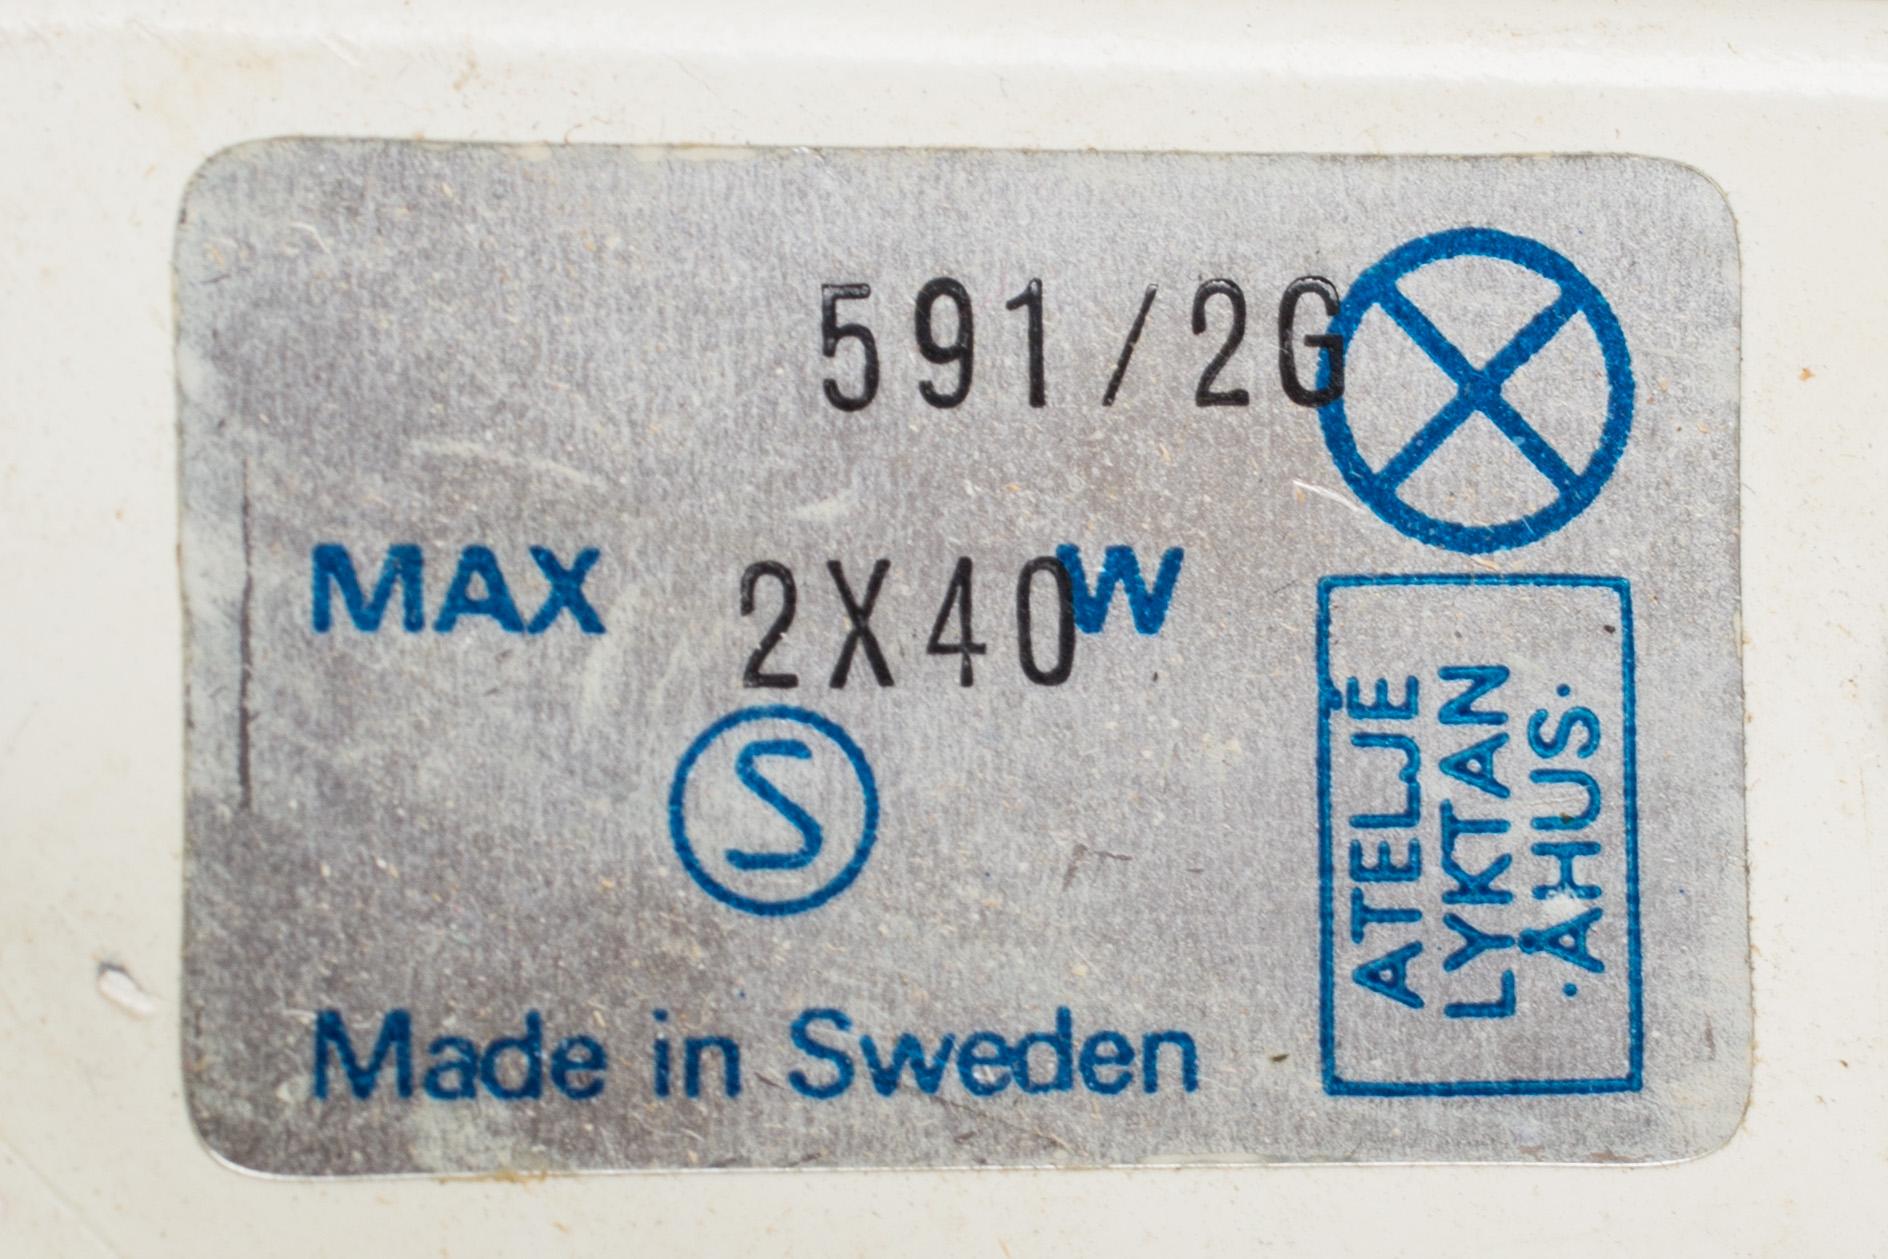 591/2G
MAX 2X40 W
S
Made in Sweden
ATELJE
LYKTAN
·ÅHUS·